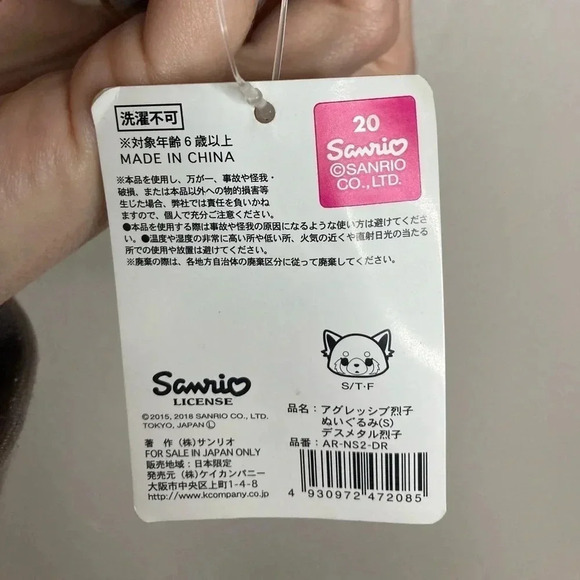 洗濯不可
※対象年齢6歳以上
MADE IN CHINA
20
Sanrio
©SANRIO
CO., LTD.
※本品を使用し、万が一、事故や怪我・
破損、または本品以外への物的損害等
生じた場合、弊社では責任を負いかね
ますので、個人で充分ご注意ください。
●本品を使用する際は事故や怪我の原因になるような使い方は避けてくださ
い。●温度や湿度の非常に高い所や低い所、火気の近くや直射日光の当たる
所での使用や放置は避けてください。
※廃棄の際は、各地方自治体の廃棄区分に従って廃棄してください。
S/T・F
Sanrio
LICENSE
©2015, 2018 SANRIO CO., LTD.
TOKYO, JAPAN Ⓛ
著 作 (株)サンリオ
FOR SALE IN JAPAN ONLY
販売地域：日本限定
発売元 (株)ケイカンパニー
大阪市中央区上町1-4-8
http://www.kcompany.co.jp
品名：アグレッシブ烈子
ぬいぐるみ(S)
デスメタル烈子
品番：AR-NS2-DR
4 930972 472085